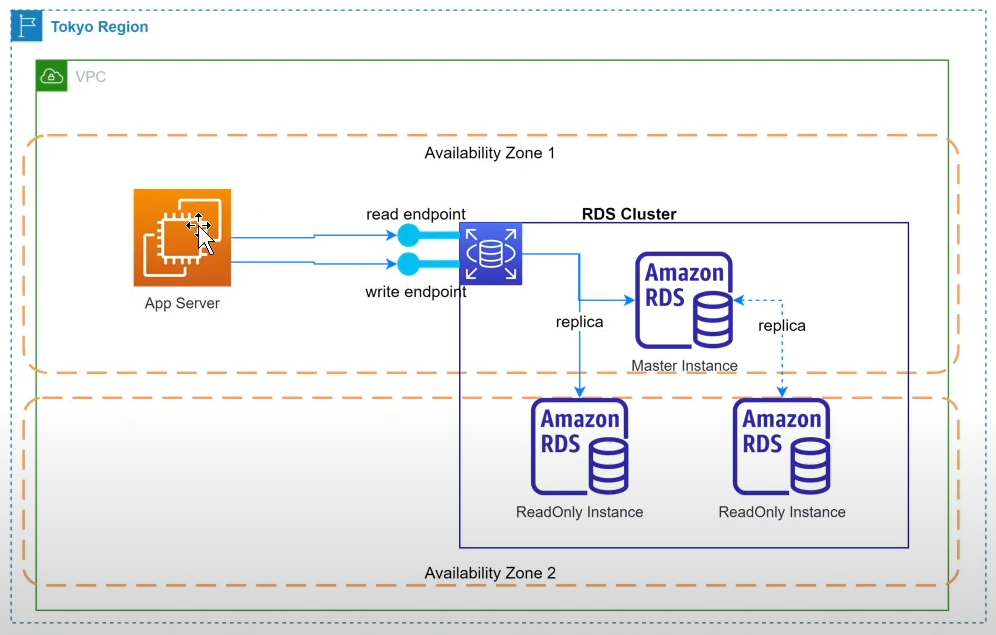 Tokyo Region
VPC
Availability Zone 1
read endpoint
RDS Cluster
write endpoint
App Server
Amazon
RDS
replica
replica
Master Instance
Amazon
RDS
Amazon
RDS
ReadOnly Instance
ReadOnly Instance
Availability Zone 2